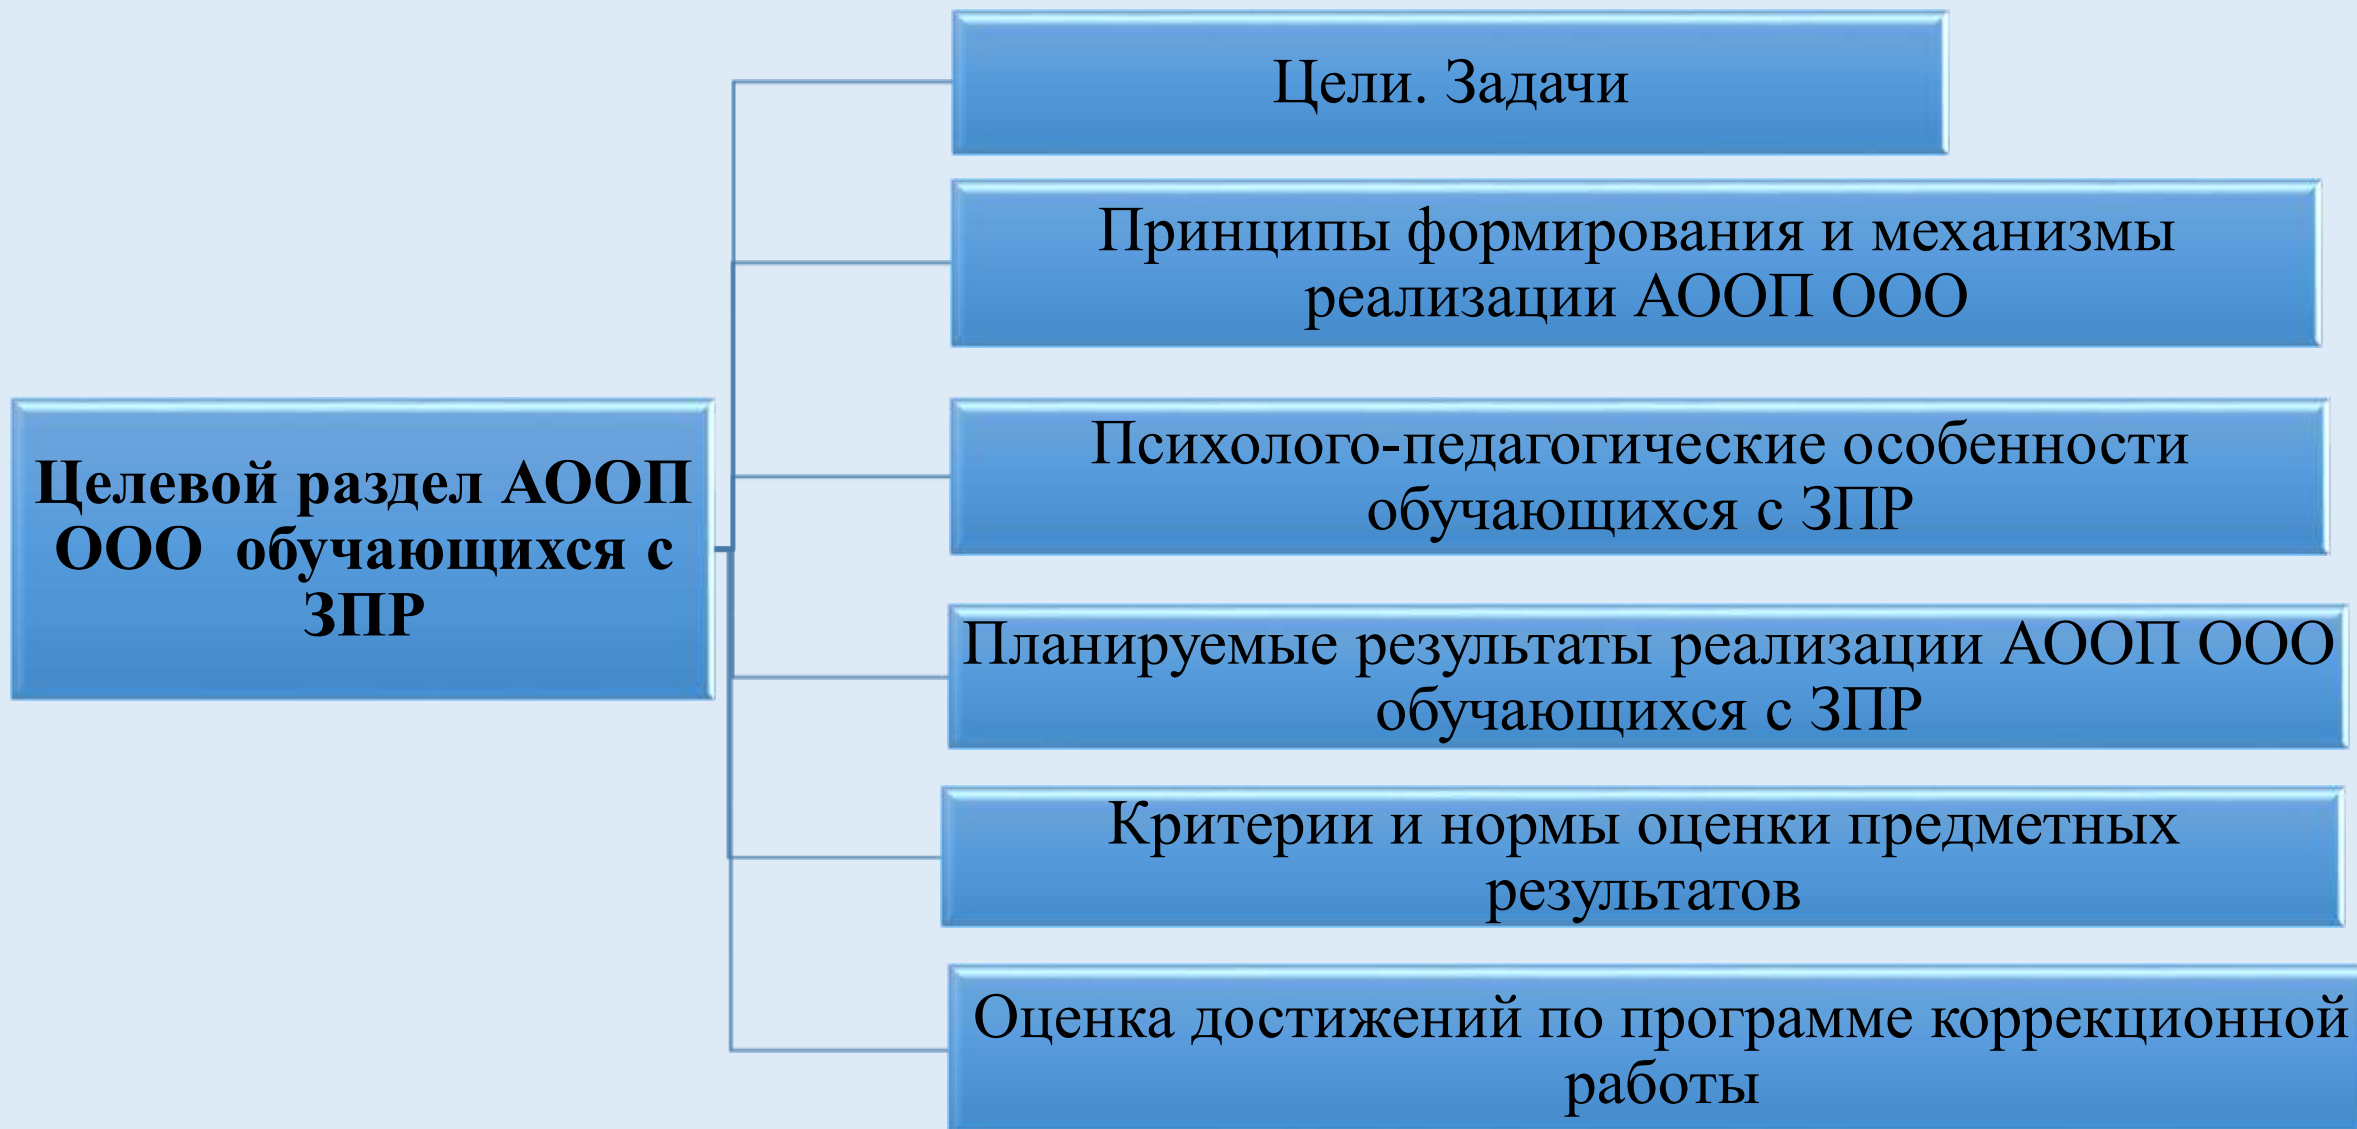 Цели. Задачи
Принципы формирования и механизмы
реализации АООП ООО
Психолого-педагогические особенности
обучающихся с ЗПР
Целевой раздел АООП
ООО обучающихся с
ЗПР
Планируемые результаты реализации АООП ООО
обучающихся с ЗПР
Критерии и нормы оценки предметных
результатов
Оценка достижений по программе коррекционной
работы